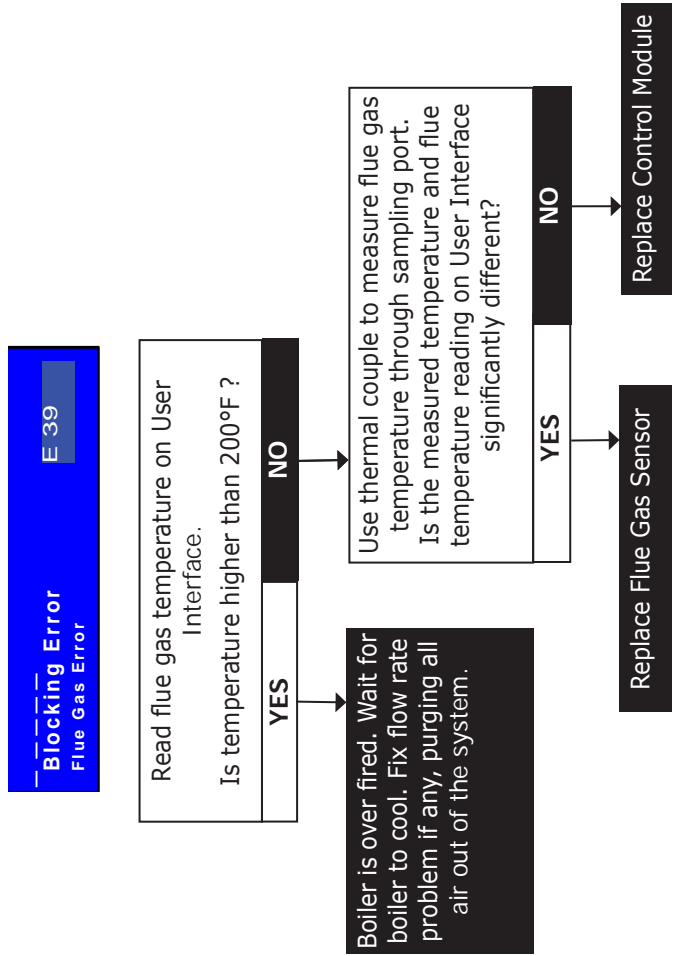 Blocking Error
Flue Gas Error
E 39
Read flue gas temperature on User
Interface.
Is temperature higher than 200°F ?
YES
NO
Boiler is over fired. Wait for
boiler to cool. Fix flow rate
problem if any, purging all
air out of the system.
Use thermal couple to measure flue gas
temperature through sampling port.
Is the measured temperature and flue
temperature reading on User Interface
significantly different?
YES
NO
Replace Flue Gas Sensor
Replace Control Module